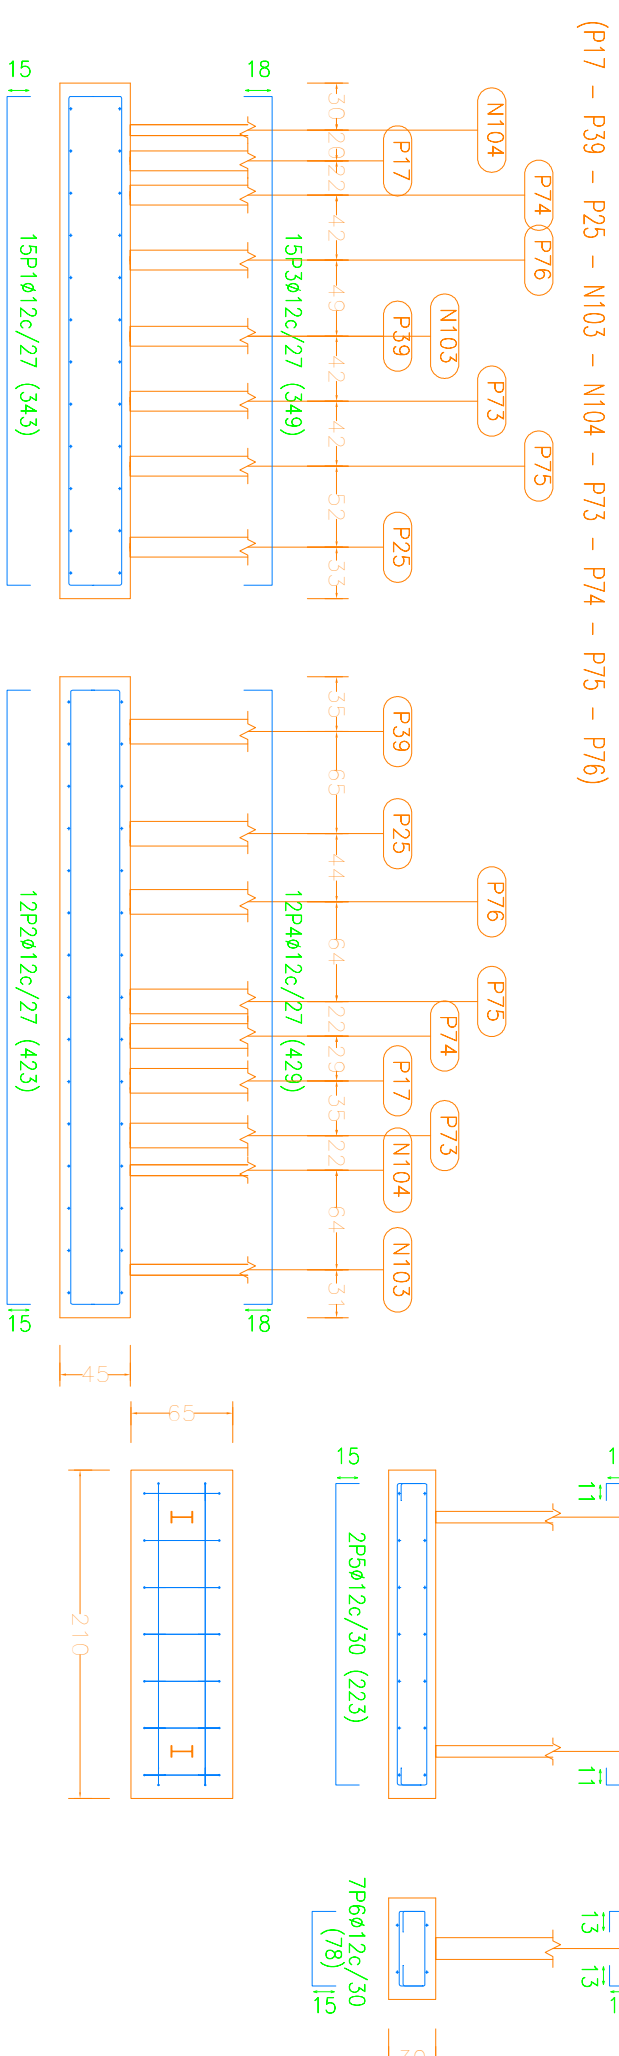 (P17 - P39 - P25 - N103 - N104 - P73 - P74 - P75 - P76)
N104
P74
P76
P17
P39
N103
P73
P75
P25
30
20
22
42
49
42
42
52
33
18
15P3ø12c/27 (349)
15
15P1ø12c/27 (343)
P39
P25
P76
P75
P74
P17
P73
N104
N103
35
65
44
64
22
29
35
22
64
31
12P4ø12c/27 (429)
18
12P2ø12c/27 (423)
15
45
65
210
11
11
15
2P5ø12c/30 (223)
13
13
7P6ø12c/30
(78)
15